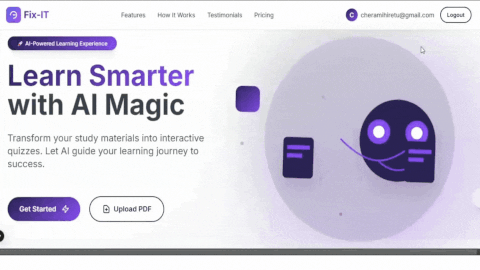 Fix-IT
Features How It Works Testimonials Pricing
C cheramihiretu@gmail.com Logout
AI-Powered Learning Experience
Learn Smarter
with AI Magic
Transform your study materials into interactive
quizzes. Let AI guide your learning journey to
success.
Get Started Upload PDF